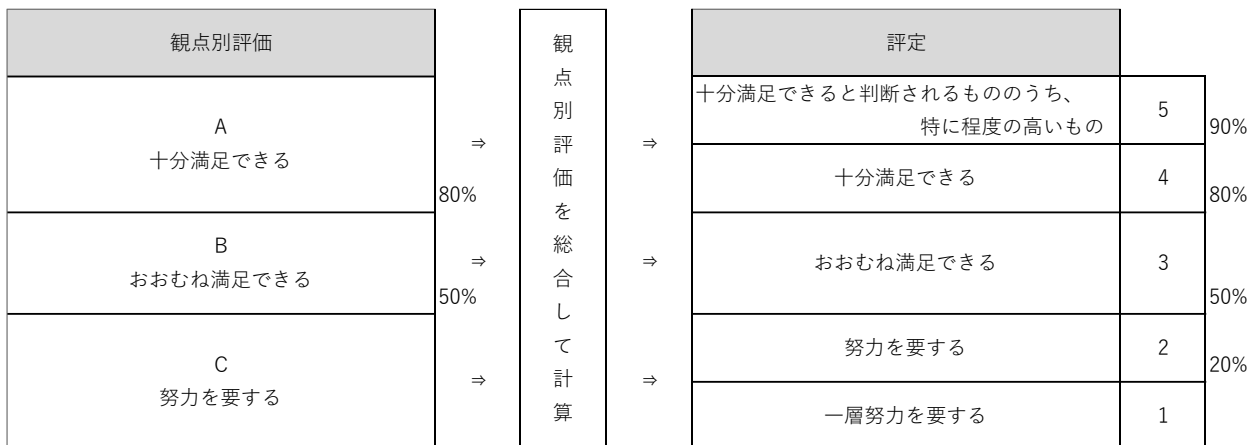 観点別評価
A
十分満足できる
80%
B
おおむね満足できる
50%
C
努力を要する
⇒
⇒
⇒
観点別評価を総合して計算
⇒
⇒
⇒
評定
十分満足できると判断されるもののうち、
特に程度の高いもの
5
90%
十分満足できる
4
80%
おおむね満足できる
3
50%
努力を要する
2
20%
一層努力を要する
1